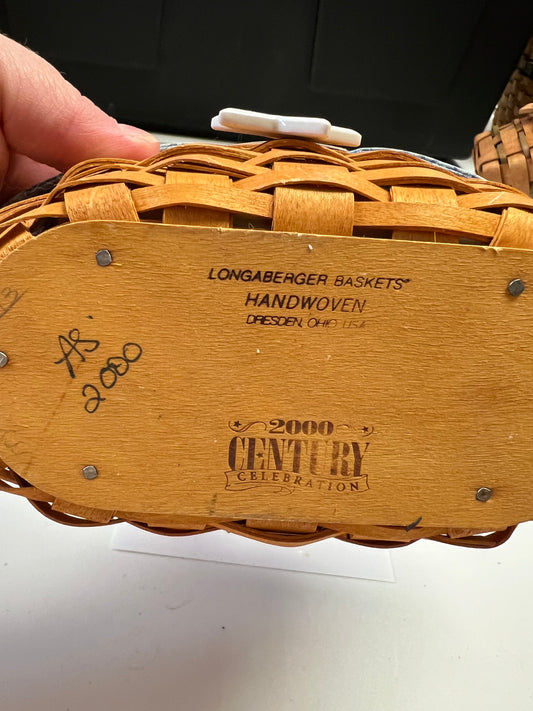 LONGABERGER BASKETS®
HANDWOVEN
DRESDEN, OHIO USA
AS.
2000
2000
CENTURY
CELEBRATION